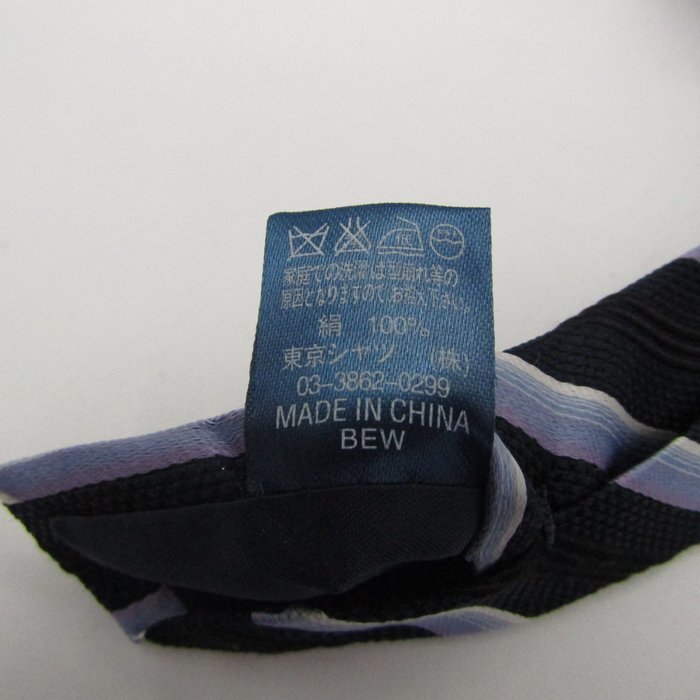 家庭での洗濯は型崩れ等の
原因となりますので、お控え下さい。
絹 100%。
東京シャツ (株)
03-3862-0299
MADE IN CHINA
BEW